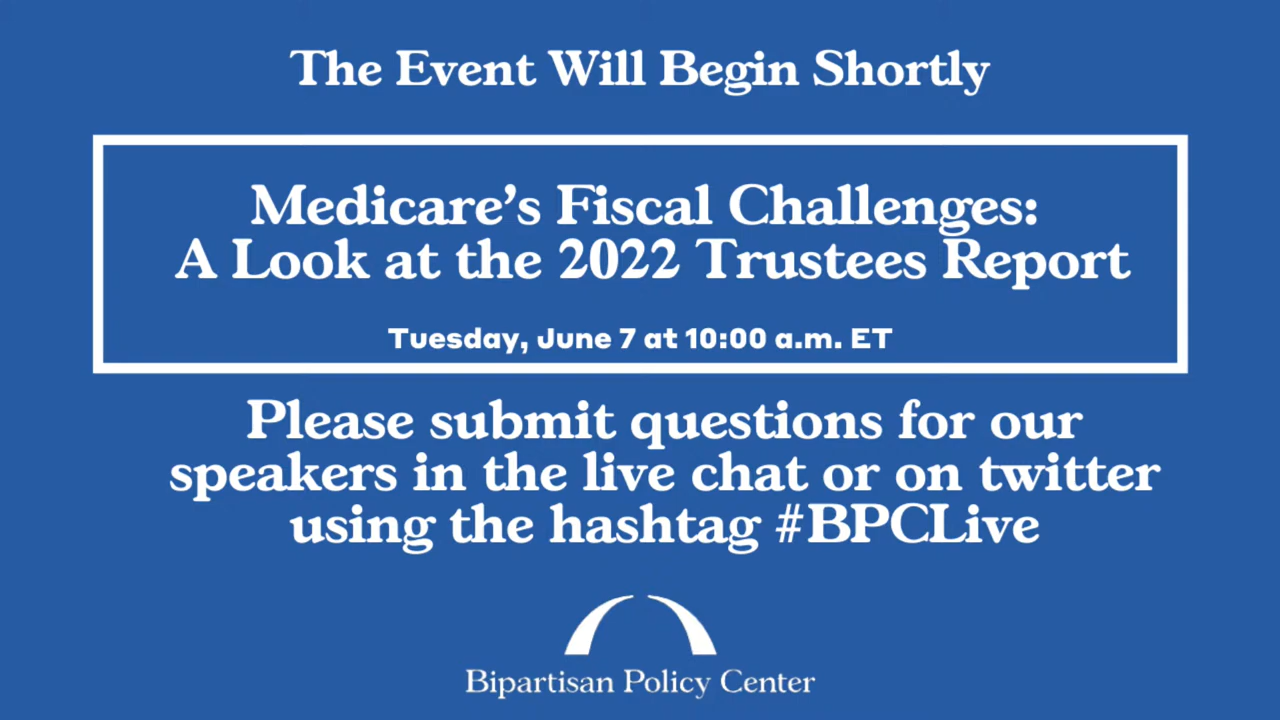 The Event Will Begin Shortly
Medicare’s Fiscal Challenges:
A Look at the 2022 Trustees Report
Tuesday, June 7 at 10:00 a.m. ET
Please submit questions for our
speakers in the live chat or on twitter
using the hashtag #BPCLive
Bipartisan Policy Center